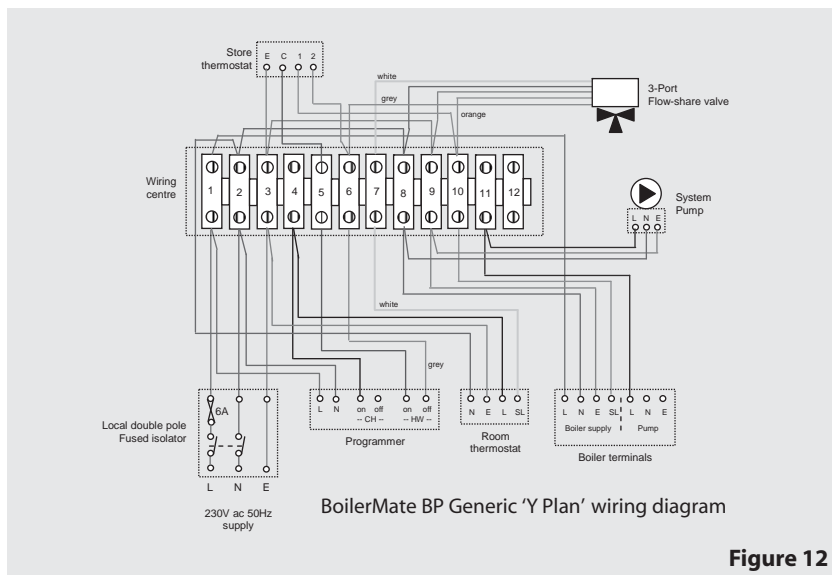 Store
thermostat
E C 1 2
white
grey
orange
3-Port
Flow-share valve
Wiring
centre
1 2 3 4 5 6 7 8 9 10 11 12
System
Pump
L N E
white
grey
6A
Local double pole
Fused isolator
L N E
230V ac 50Hz
supply
L N on off on off
-- CH -- -- HW --
Programmer
N E L SL
Room
thermostat
L N E SL L N E
Boiler supply Pump
Boiler terminals
BoilerMate BP Generic ‘Y Plan’ wiring diagram
Figure 12